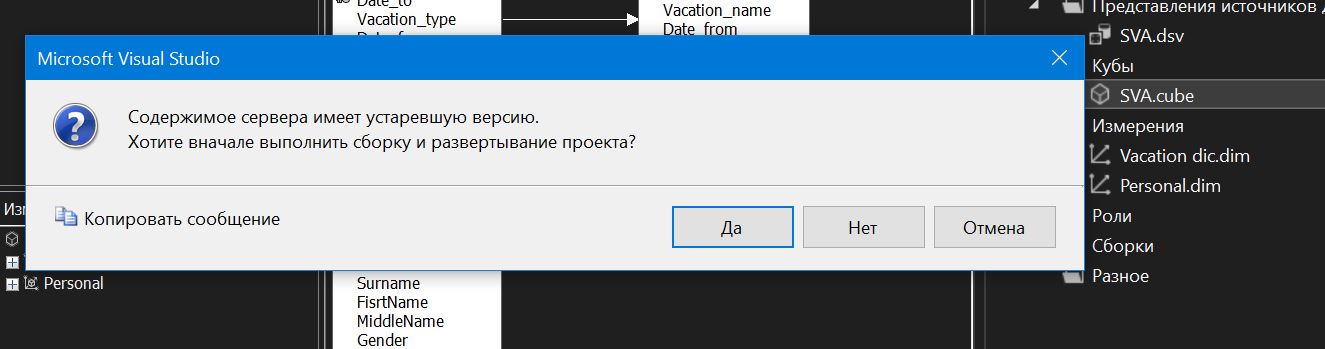 Date_to
Vacation_type
Vacation_name
Date_from
Представления источников
SVA.dsv
Кубы
SVA.cube
Измерения
Vacation dic.dim
Personal.dim
Роли
Сборки
Разное
Microsoft Visual Studio
Содержимое сервера имеет устаревшую версию.
Хотите вначале выполнить сборку и развертывание проекта?
Копировать сообщение
Да
Нет
Отмена
Personal
Surname
FisrtName
MiddleName
Gender